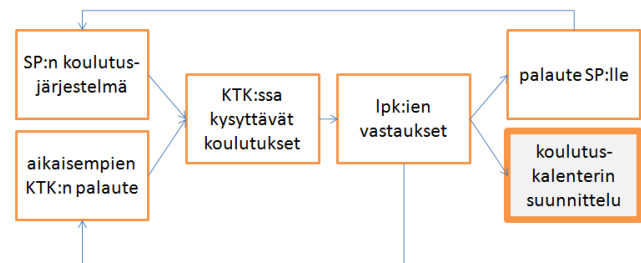 SP:n koulutus-
järjestelmä
aikaisempien
KTK:n palaute
KTK:ssa
kysyttävät
koulutukset
lpk:ien
vastaukset
palaute SP:lle
koulutus-
kalenterin
suunnittelu